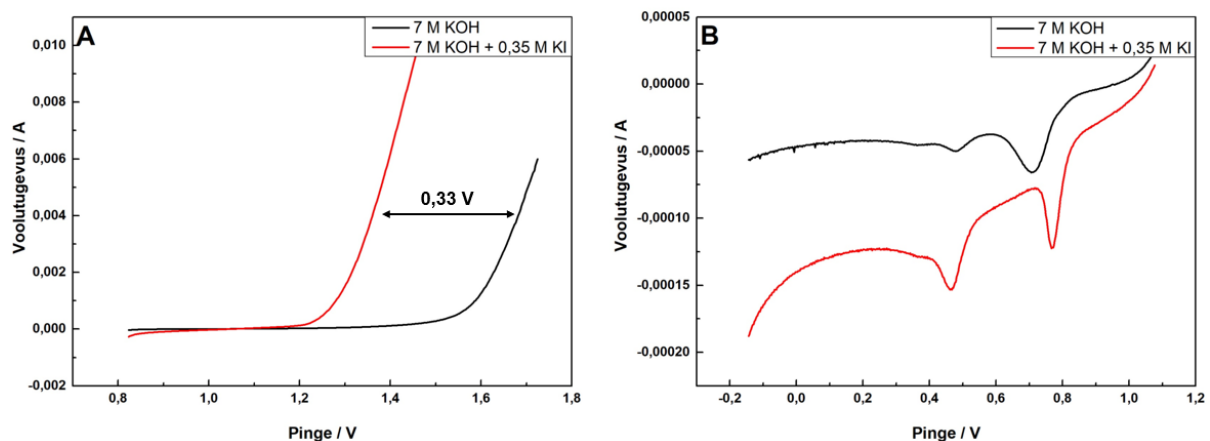 A
7 M KOH
7 M KOH + 0,35 M KI
0,33 V
0,010
0,008
0,006
0,004
0,002
0,000
-0,002
0,8
1,0
1,2
1,4
1,6
1,8
Voolutugevus / A
Pinge / V
B
7 M KOH
7 M KOH + 0,35 M KI
0,00005
0,00000
-0,00005
-0,00010
-0,00015
-0,00020
-0,2
0,0
0,2
0,4
0,6
0,8
1,0
1,2
Voolutugevus / A
Pinge / V